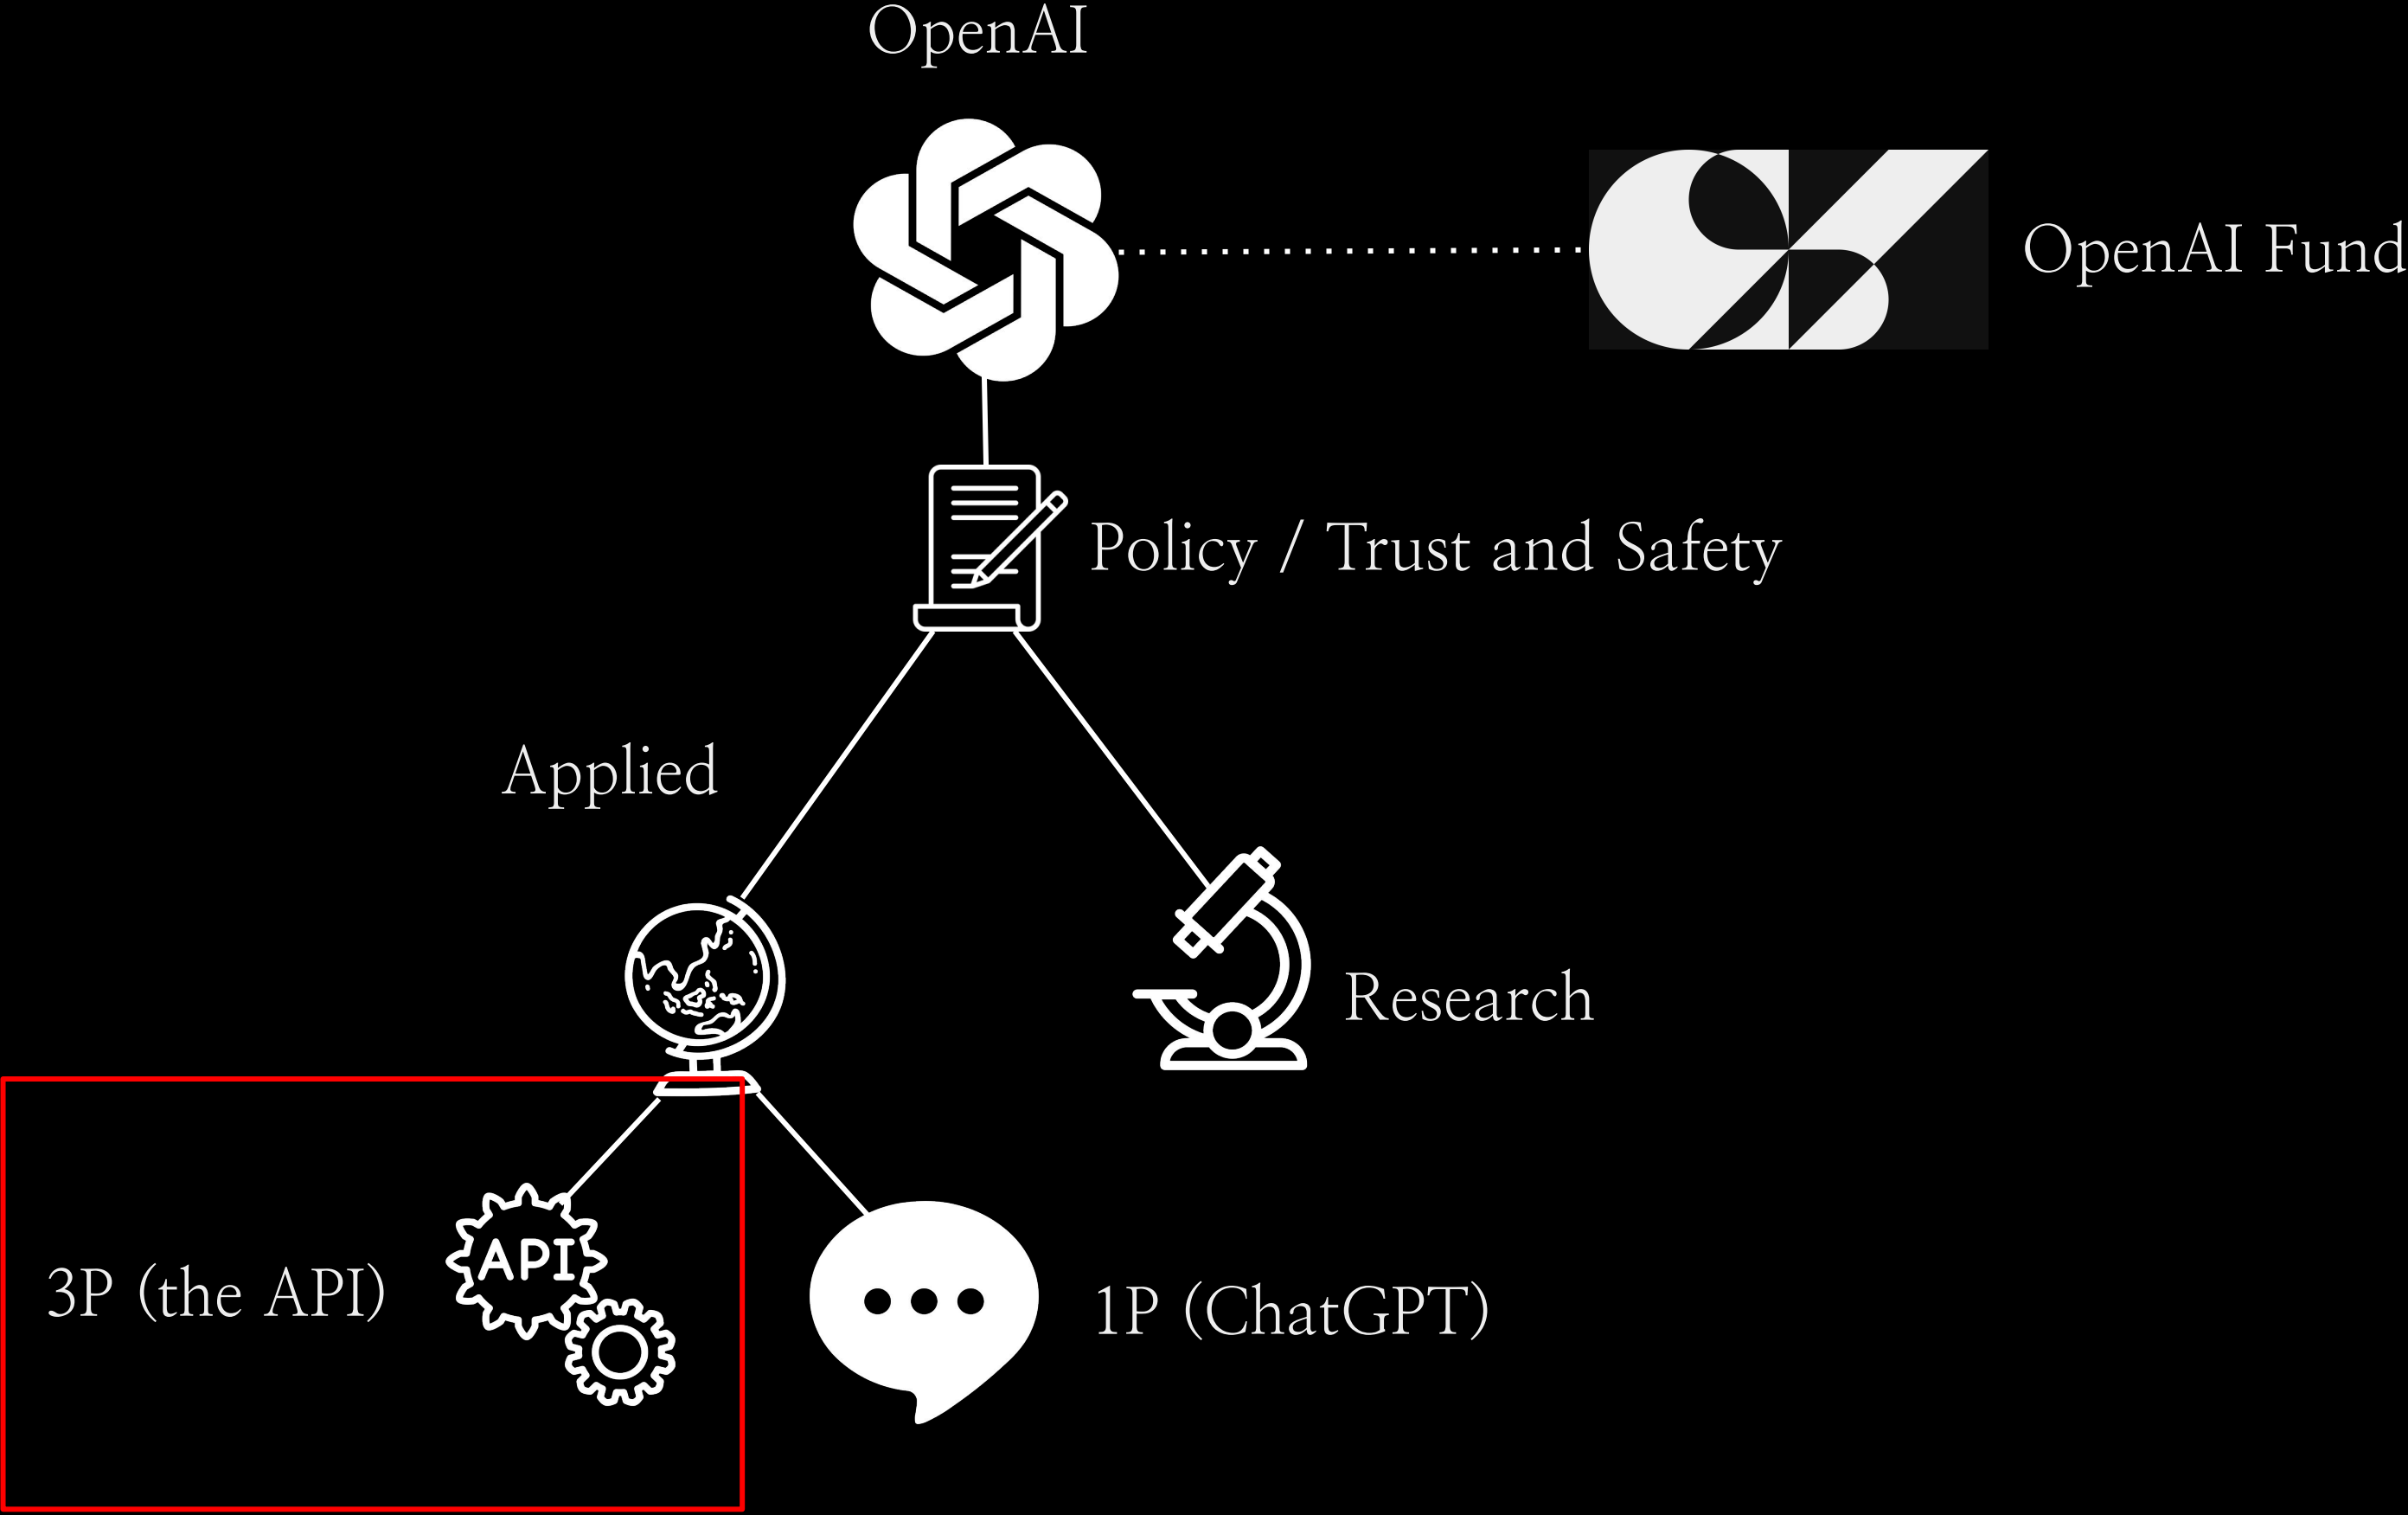 OpenAI
OpenAI Fund
Policy / Trust and Safety
Applied
Research
API
3P (the API)
1P (ChatGPT)